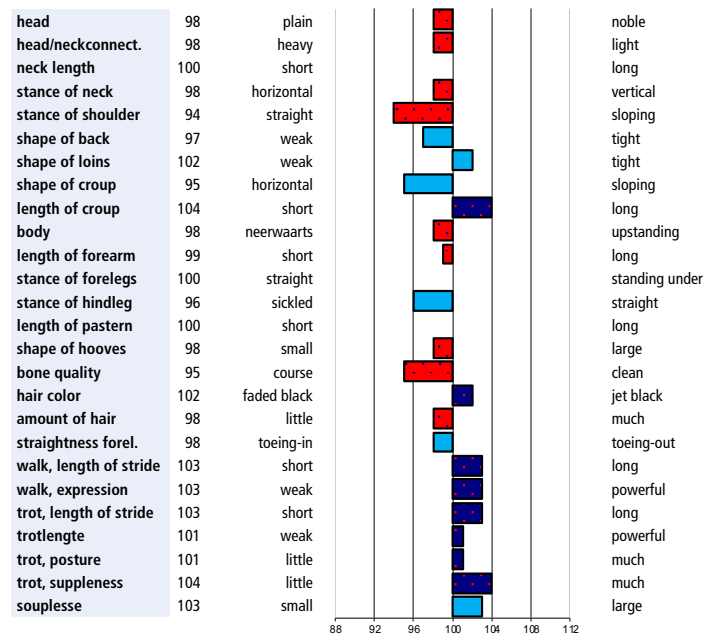 head 98 plain noble
head/neckconnect. 98 heavy light
neck length 100 short long
stance of neck 98 horizontal vertical
stance of shoulder 94 straight sloping
shape of back 97 weak tight
shape of loins 102 weak tight
shape of croup 95 horizontal sloping
length of croup 104 short long
body 98 neerwaarts upstanding
length of forearm 99 short long
stance of forelegs 100 straight standing under
stance of hindleg 96 sickled straight
length of pastern 100 short long
shape of hooves 98 small large
bone quality 95 course clean
hair color 102 faded black jet black
amount of hair 98 little much
straightness forel. 98 toeing-in toeing-out
walk, length of stride 103 short long
walk, expression 103 weak powerful
trot, length of stride 103 short long
trotlengte 101 weak powerful
trot, posture 101 little much
trot, suppleness 104 little much
souplesse 103 small large
88 92 96 100 104 108 112